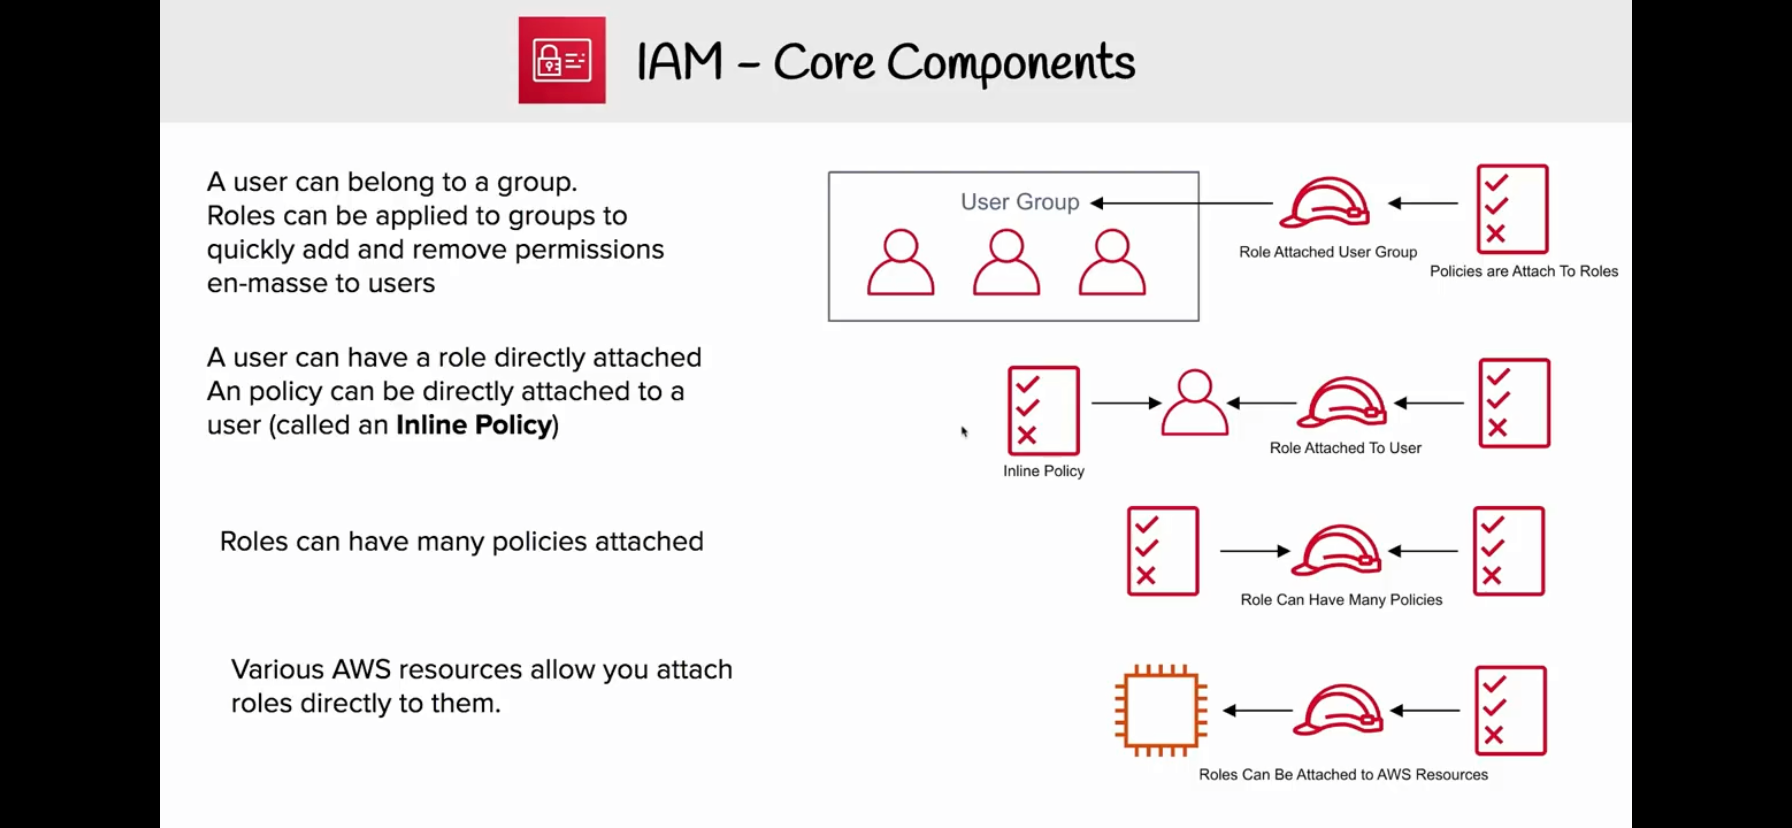 IAM – Core Components
A user can belong to a group.
Roles can be applied to groups to
quickly add and remove permissions
en-masse to users
User Group
Role Attached User Group
Policies are Attach To Roles
A user can have a role directly attached
An policy can be directly attached to a
user (called an Inline Policy)
Inline Policy
Role Attached To User
Roles can have many policies attached
Role Can Have Many Policies
Various AWS resources allow you attach
roles directly to them.
Roles Can Be Attached to AWS Resources